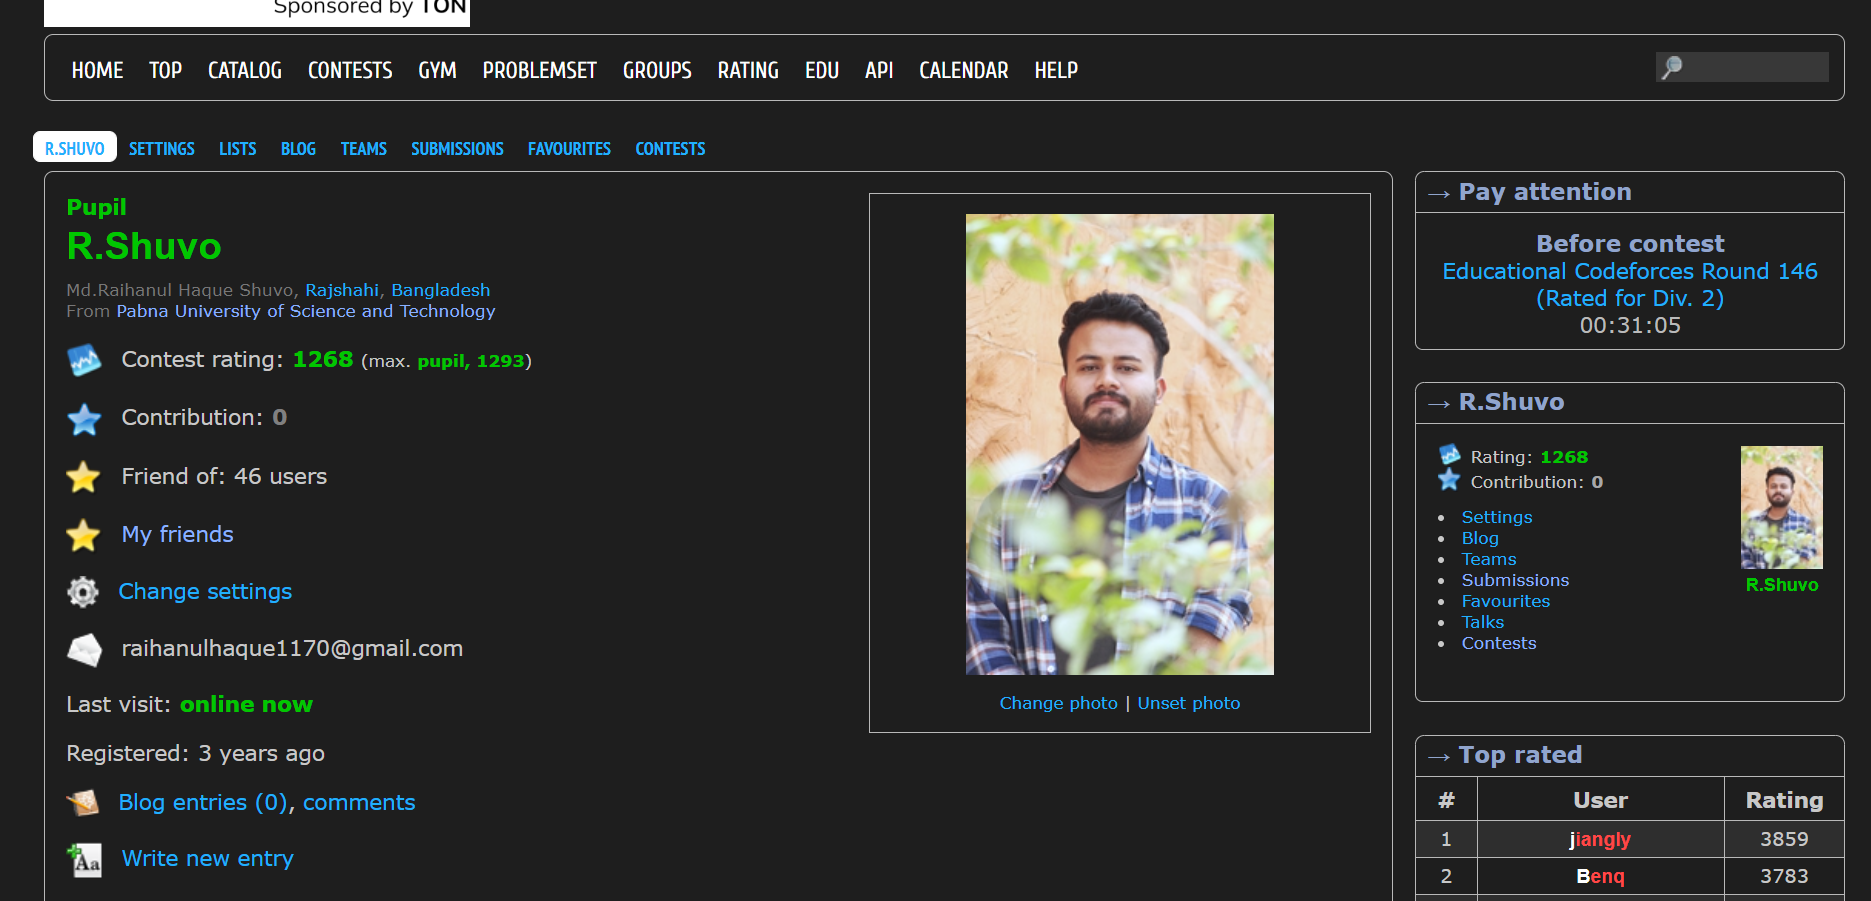 Sponsored by TON
HOME TOP CATALOG CONTESTS GYM PROBLEMSET GROUPS RATING EDU API CALENDAR HELP
R.SHUVO SETTINGS LISTS BLOG TEAMS SUBMISSIONS FAVOURITES CONTESTS
Pupil
R.Shuvo
Md.Raihanul Haque Shuvo, Rajshahi, Bangladesh
From Pabna University of Science and Technology
Contest rating: 1268 (max. pupil, 1293)
Contribution: 0
Friend of: 46 users
My friends
Change settings
raihanulhaque1170@gmail.com
Last visit: online now
Registered: 3 years ago
Blog entries (0), comments
Write new entry
Aa
Change photo | Unset photo
→ Pay attention
Before contest
Educational Codeforces Round 146
(Rated for Div. 2)
00:31:05
→ R.Shuvo
Rating: 1268
Contribution: 0
• Settings
• Blog
• Teams
• Submissions
• Favourites
• Talks
• Contests
R.Shuvo
→ Top rated
# User Rating
1 jiangly 3859
2 Benq 3783